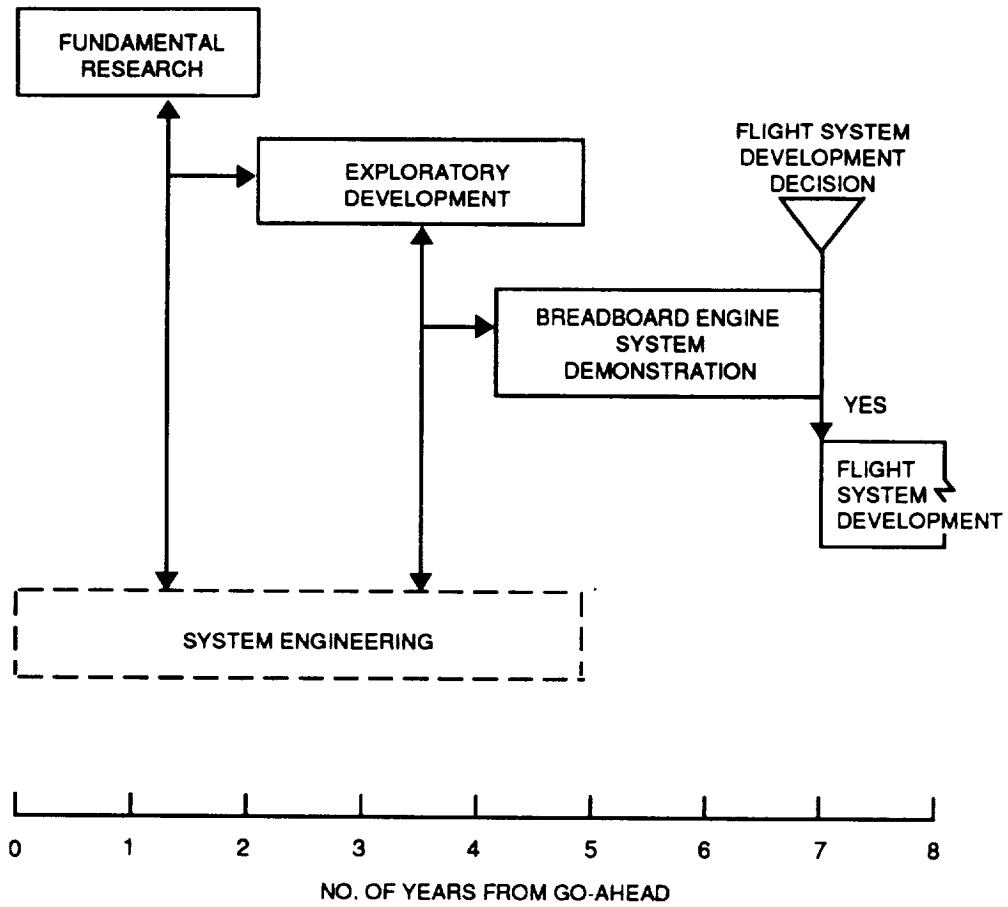 FUNDAMENTAL
RESEARCH
EXPLORATORY
DEVELOPMENT
FLIGHT SYSTEM
DEVELOPMENT
DECISION
BREADBOARD ENGINE
SYSTEM
DEMONSTRATION
YES
FLIGHT
SYSTEM
DEVELOPMENT
SYSTEM ENGINEERING
0 1 2 3 4 5 6 7 8
NO. OF YEARS FROM GO-AHEAD